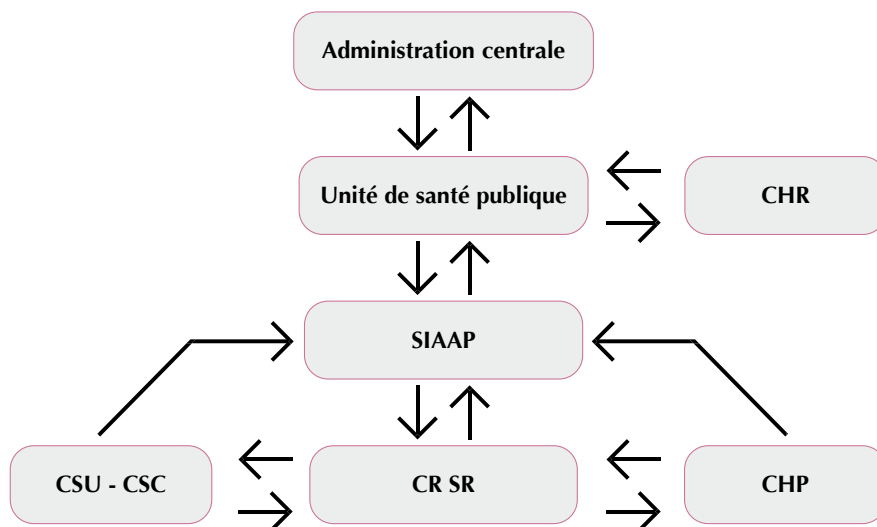 Administration centrale
Unité de santé publique
CHR
SIAAP
CSU - CSC
CR SR
CHP